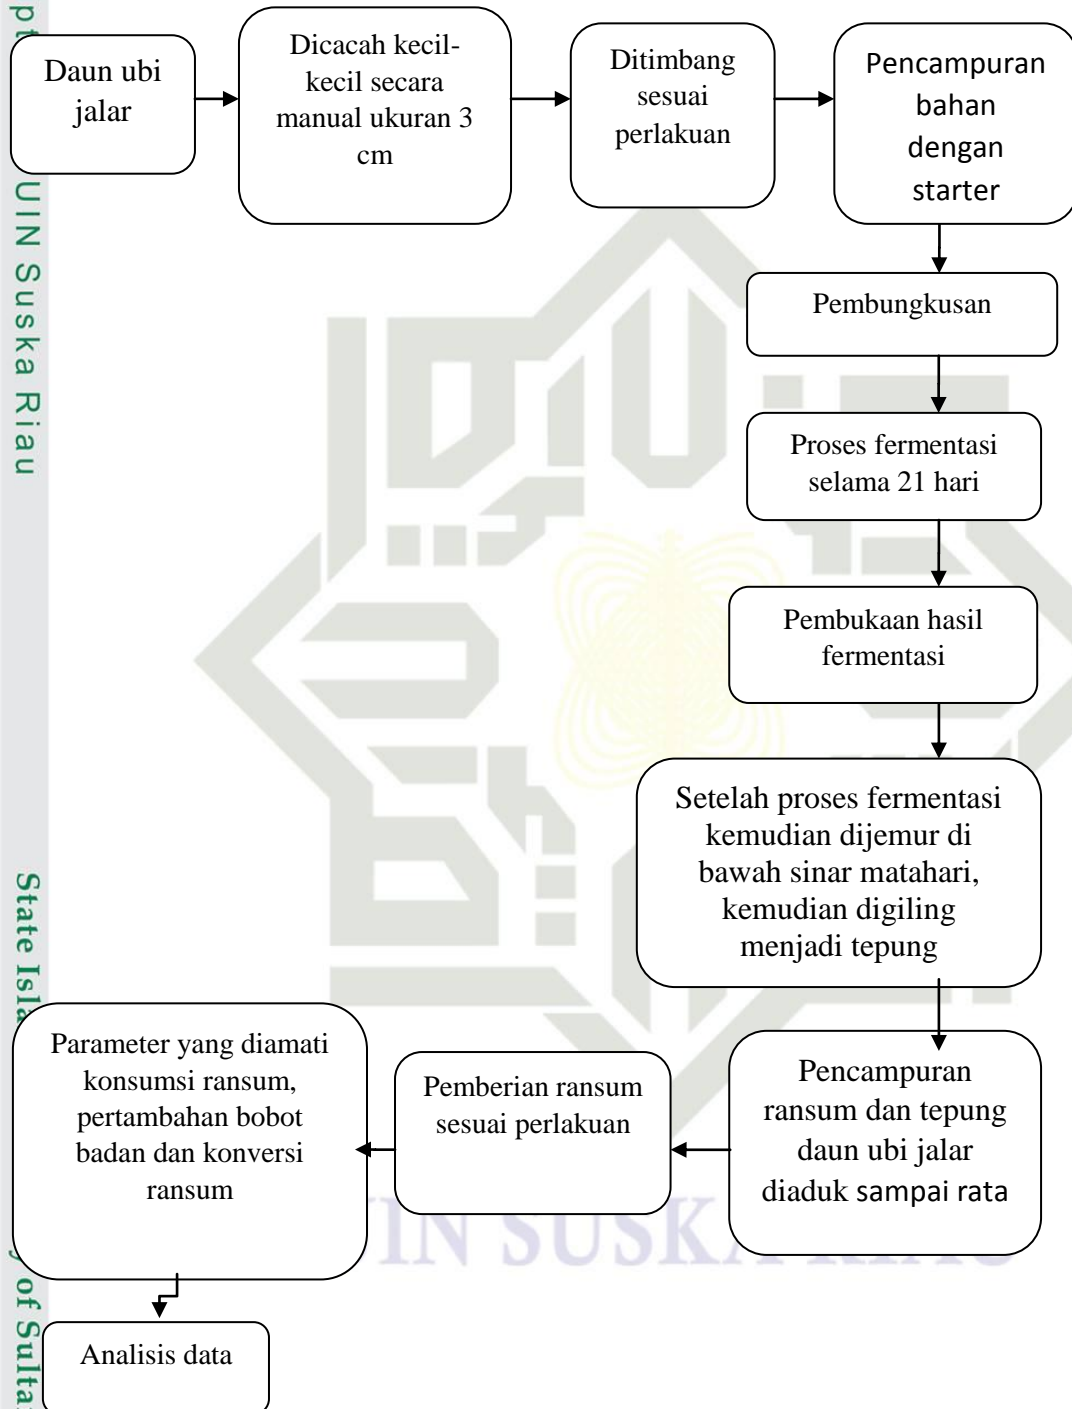 Daun ubi
jalar
Dicacah kecil-
kecil secara
manual ukuran 3
cm
Ditimbang
sesuai
perlakuan
Pencampuran
bahan
dengan
starter
Pembungkusan
Proses fermentasi
selama 21 hari
Pembukaan hasil
fermentasi
Setelah proses fermentasi
kemudian dijemur di
bawah sinar matahari,
kemudian digiling
menjadi tepung
Pencampuran
ransum dan tepung
daun ubi jalar
diaduk sampai rata
Pemberian ransum
sesuai perlakuan
Parameter yang diamati
konsumsi ransum,
pertambahan bobot
badan dan konversi
ransum
Analisis data
UIN Suska Riau
State
of
SUSKA